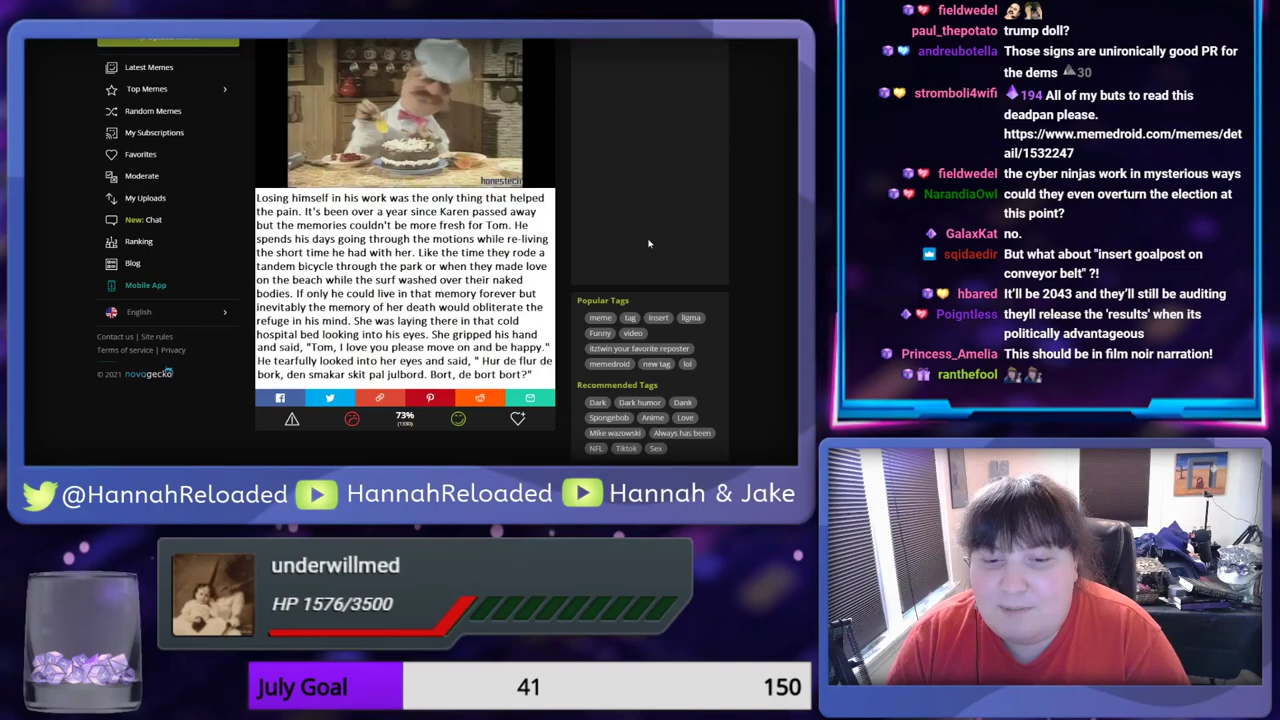 Latest Memes
Top Memes
Random Memes
My Subscriptions
Favorites
Moderate
My Uploads
New: Chat
Ranking
Blog
Mobile App
English
Contact us | Site rules
Terms of service | Privacy
© 2021 novogecko
Losing himself in his work was the only thing that helped
the pain. It's been over a year since Karen passed away
but the memories couldn't be more fresh for Tom. He
spends his days going through the motions while re-living
the short time he had with her. Like the time they rode a
tandem bicycle through the park or when they made love
on the beach while the surf washed over their naked
bodies. If only he could live in that memory forever but
inevitably the memory of her death would obliterate the
refuge in his mind. She was laying there in that cold
hospital bed looking into his eyes. She gripped his hand
and said, "Tom, I love you please move on and be happy."
He tearfully looked into her eyes and said, " Hur de flur de
bork, den smakar skit pal julbord. Bort, de bort bort?"
73%
(1330)
Popular Tags
meme tag insert ligma
Funny video
itztwin your favorite reposter
memedroid new tag lol
Recommended Tags
Dark Dark humor Dank
Spongebob Anime Love
Mike wazowski Always has been
NFL Tiktok Sex
fieldwedel
paul_thepotato trump doll?
andreubotella Those signs are unironically good PR for
the dems 30
stromboli4wifi 194 All of my buts to read this
deadpan please.
https://www.memedroid.com/memes/det
ail/1532247
fieldwedel the cyber ninjas work in mysterious ways
NarandiaOwl could they even overturn the election at
this point?
GalaxKat no.
sqidaedir But what about "insert goalpost on
conveyor belt" ?!
hbared It'll be 2043 and they'll still be auditing
Poigntless theyll release the 'results' when its
politically advantageous
Princess_Amelia This should be in film noir narration!
ranthefool
@HannahReloaded HannahReloaded Hannah & Jake
underwillmed
HP 1576/3500
July Goal 41 150